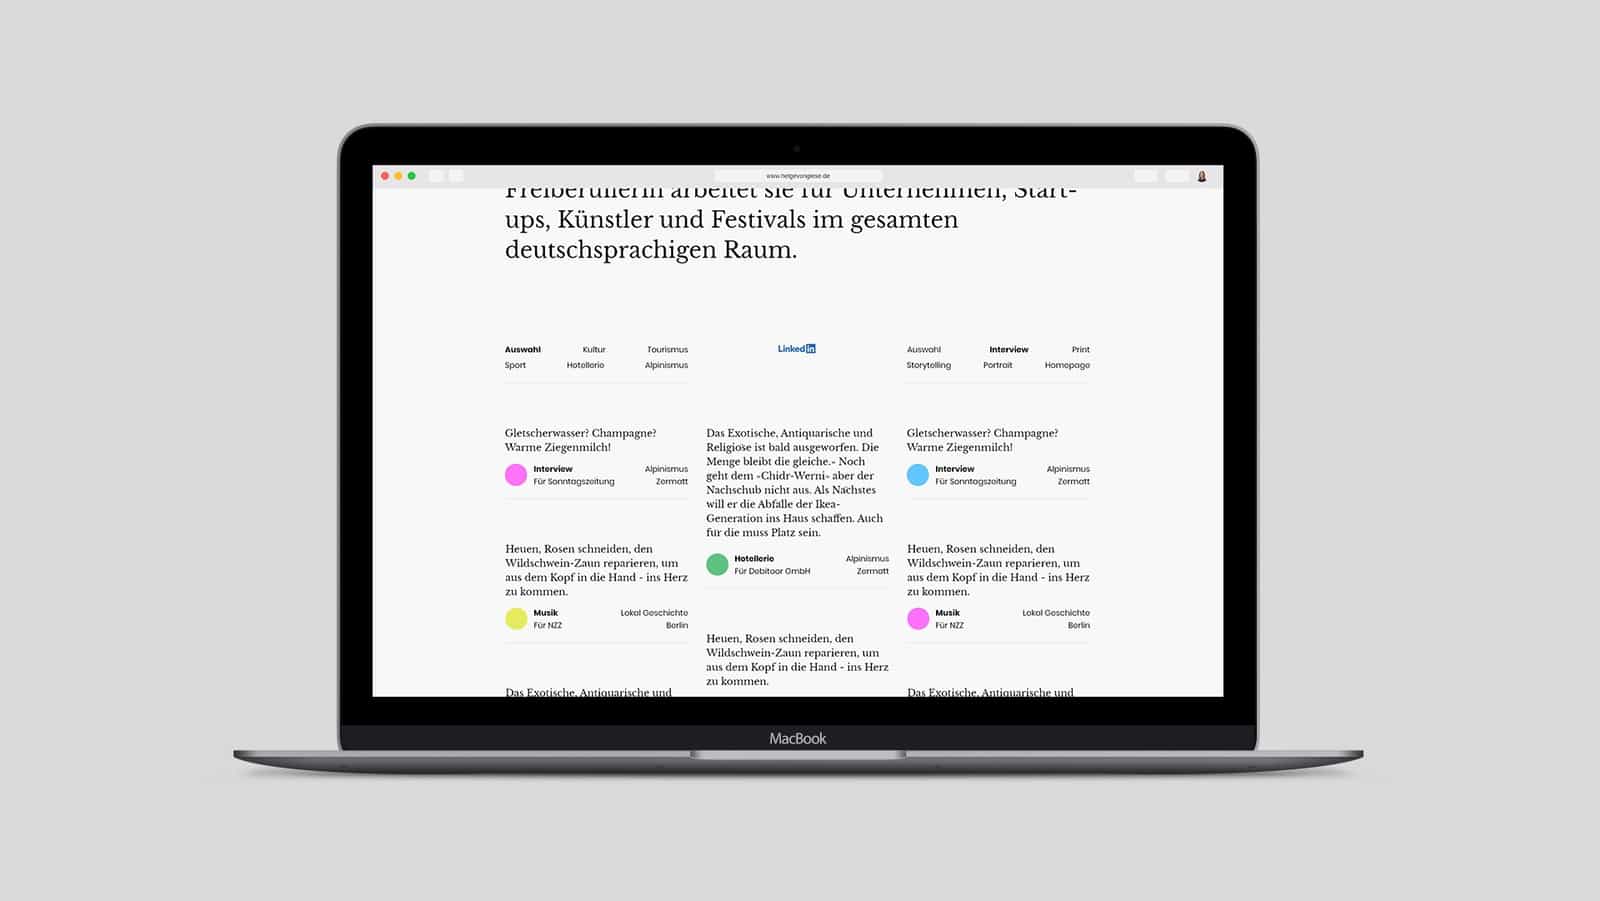 Freiberuflerin arbeitet sie für Unternehmen, Start-
ups, Künstler und Festivals im gesamten
deutschsprachigen Raum.
Auswahl Kultur Tourismus
Sport Hotellerie Alpinismus
LinkedIn
Auswahl Interview Print
Storytelling Portrait Homepage
Gletscherwasser? Champagne?
Warme Ziegenmilch!
Interview Alpinismus
Für Sonntagszeitung Zermatt
Heuen, Rosen schneiden, den
Wildschwein-Zaun reparieren, um
aus dem Kopf in die Hand - ins Herz
zu kommen.
Musik Lokal Geschichte
Für NZZ Berlin
Das Exotische, Antiquarische und
Das Exotische, Antiquarische und
Religiöse ist bald ausgeworfen. Die
Menge bleibt die gleiche.- Noch
geht dem «Chidr-Werni» aber der
Nachschub nicht aus. Als Nächstes
will er die Abfälle der Ikea-
Generation ins Haus schaffen. Auch
für die muss Platz sein.
Hotellerie Alpinismus
Für Debitoor GmbH Zermatt
Heuen, Rosen schneiden, den
Wildschwein-Zaun reparieren, um
aus dem Kopf in die Hand - ins Herz
zu kommen.
Gletscherwasser? Champagne?
Warme Ziegenmilch!
Interview Alpinismus
Für Sonntagszeitung Zermatt
Heuen, Rosen schneiden, den
Wildschwein-Zaun reparieren, um
aus dem Kopf in die Hand - ins Herz
zu kommen.
Musik Lokal Geschichte
Für NZZ Berlin
Das Exotische, Antiquarische und
MacBook